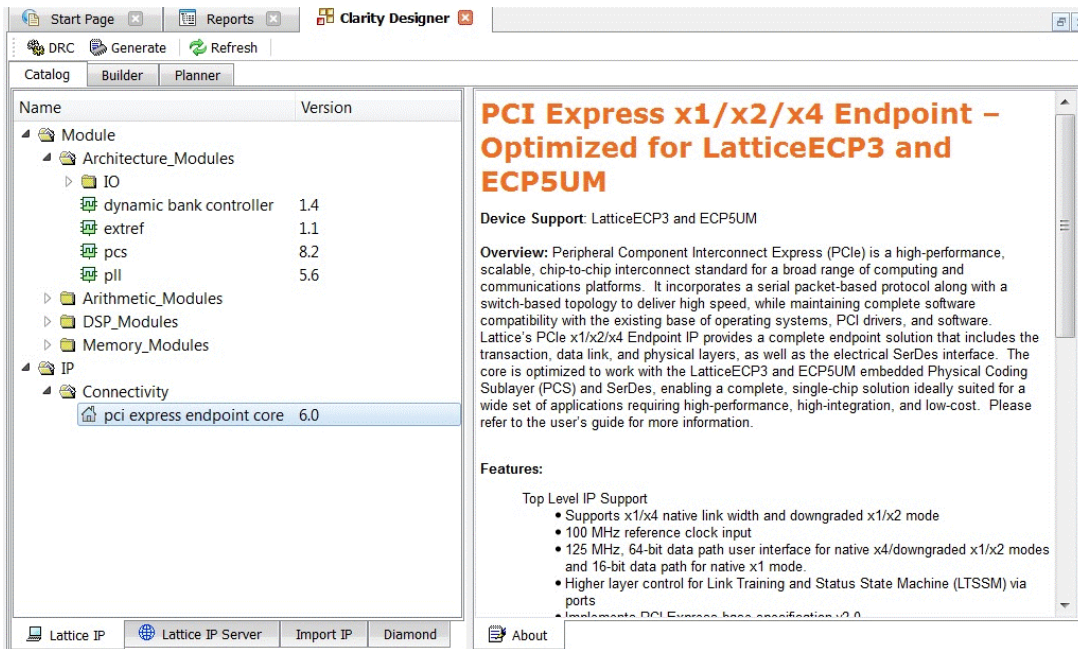 Start Page
Reports
Clarity Designer
DRC
Generate
Refresh
Catalog
Builder
Planner
Name Version
Module
Architecture_Modules
IO
dynamic bank controller 1.4
extref 1.1
pcs 8.2
pll 5.6
Arithmetic_Modules
DSP_Modules
Memory_Modules
IP
Connectivity
pci express endpoint core 6.0
Lattice IP
Lattice IP Server
Import IP
Diamond
PCI Express x1/x2/x4 Endpoint –
Optimized for LatticeECP3 and
ECP5UM
Device Support: LatticeECP3 and ECP5UM
Overview: Peripheral Component Interconnect Express (PCIe) is a high-performance,
scalable, chip-to-chip interconnect standard for a broad range of computing and
communications platforms. It incorporates a serial packet-based protocol along with a
switch-based topology to deliver high speed, while maintaining complete software
compatibility with the existing base of operating systems, PCI drivers, and software.
Lattice's PCIe x1/x2/x4 Endpoint IP provides a complete endpoint solution that includes the
transaction, data link, and physical layers, as well as the electrical SerDes interface. The
core is optimized to work with the LatticeECP3 and ECP5UM embedded Physical Coding
Sublayer (PCS) and SerDes, enabling a complete, single-chip solution ideally suited for a
wide set of applications requiring high-performance, high-integration, and low-cost. Please
refer to the user's guide for more information.
Features:
Top Level IP Support
• Supports x1/x4 native link width and downgraded x1/x2 mode
• 100 MHz reference clock input
• 125 MHz, 64-bit data path user interface for native x4/downgraded x1/x2 modes
and 16-bit data path for native x1 mode.
• Higher layer control for Link Training and Status State Machine (LTSSM) via
ports
• Implements PCI Express base specification v2.0
About